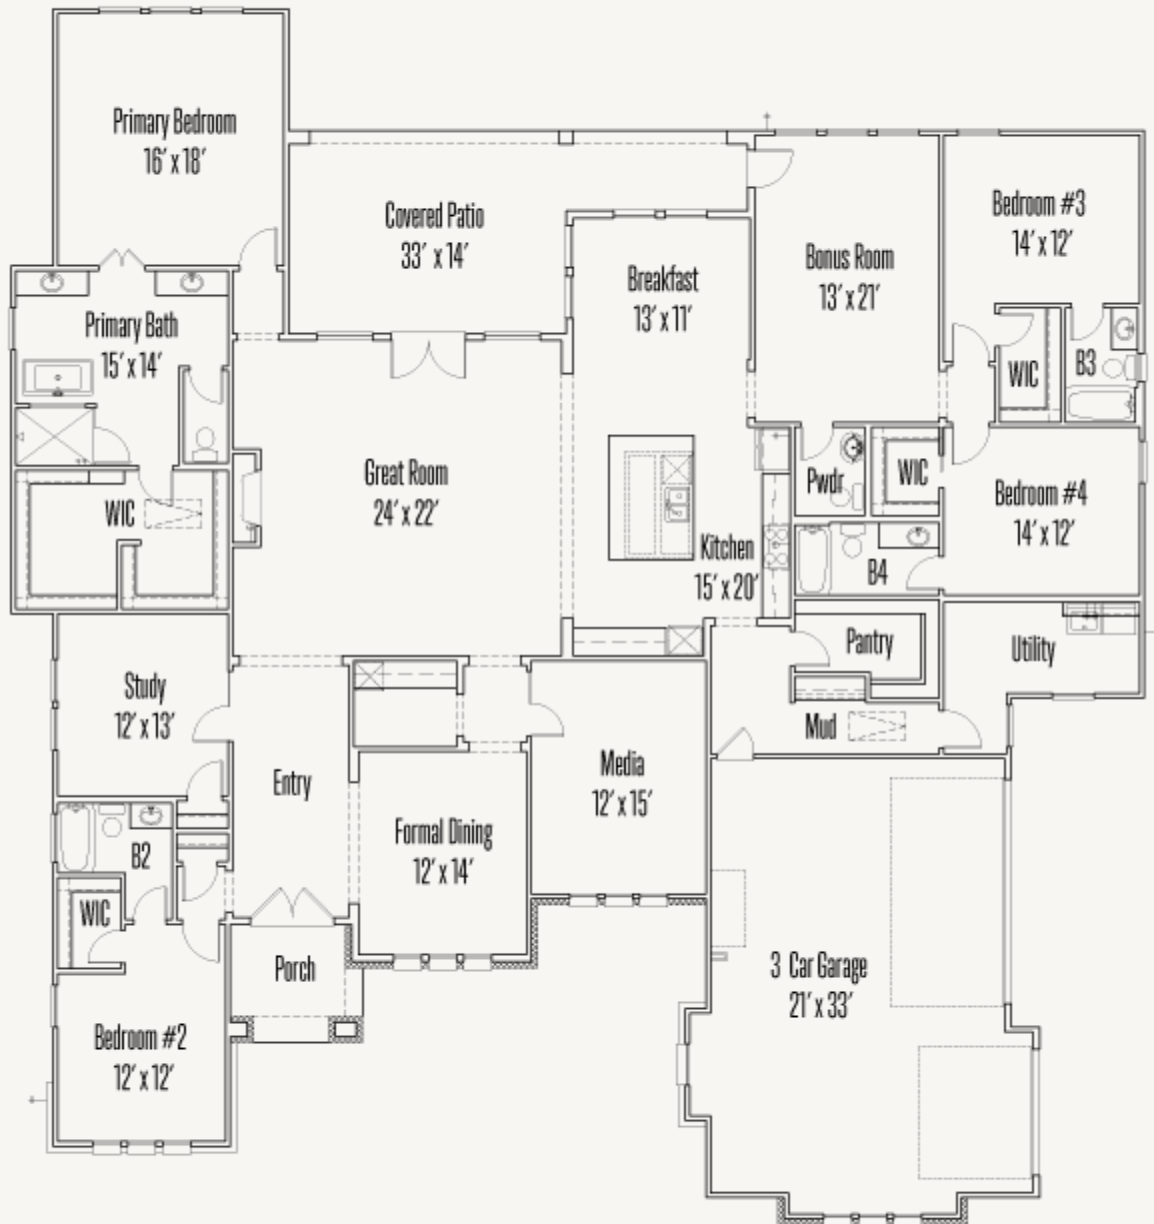 Primary Bedroom
16' x 18'
Covered Patio
33' x 14'
Breakfast
13' x 11'
Bonus Room
13' x 21'
Bedroom #3
14' x 12'
Primary Bath
15' x 14'
WIC
B3
Great Room
24' x 22'
WIC
Kitchen
15' x 20'
Pwdr
WIC
Bedroom #4
14' x 12'
B4
Study
12' x 13'
Pantry
Utility
Mud
Entry
Media
12' x 15'
Formal Dining
12' x 14'
B2
WIC
Porch
3 Car Garage
21' x 33'
Bedroom #2
12' x 12'